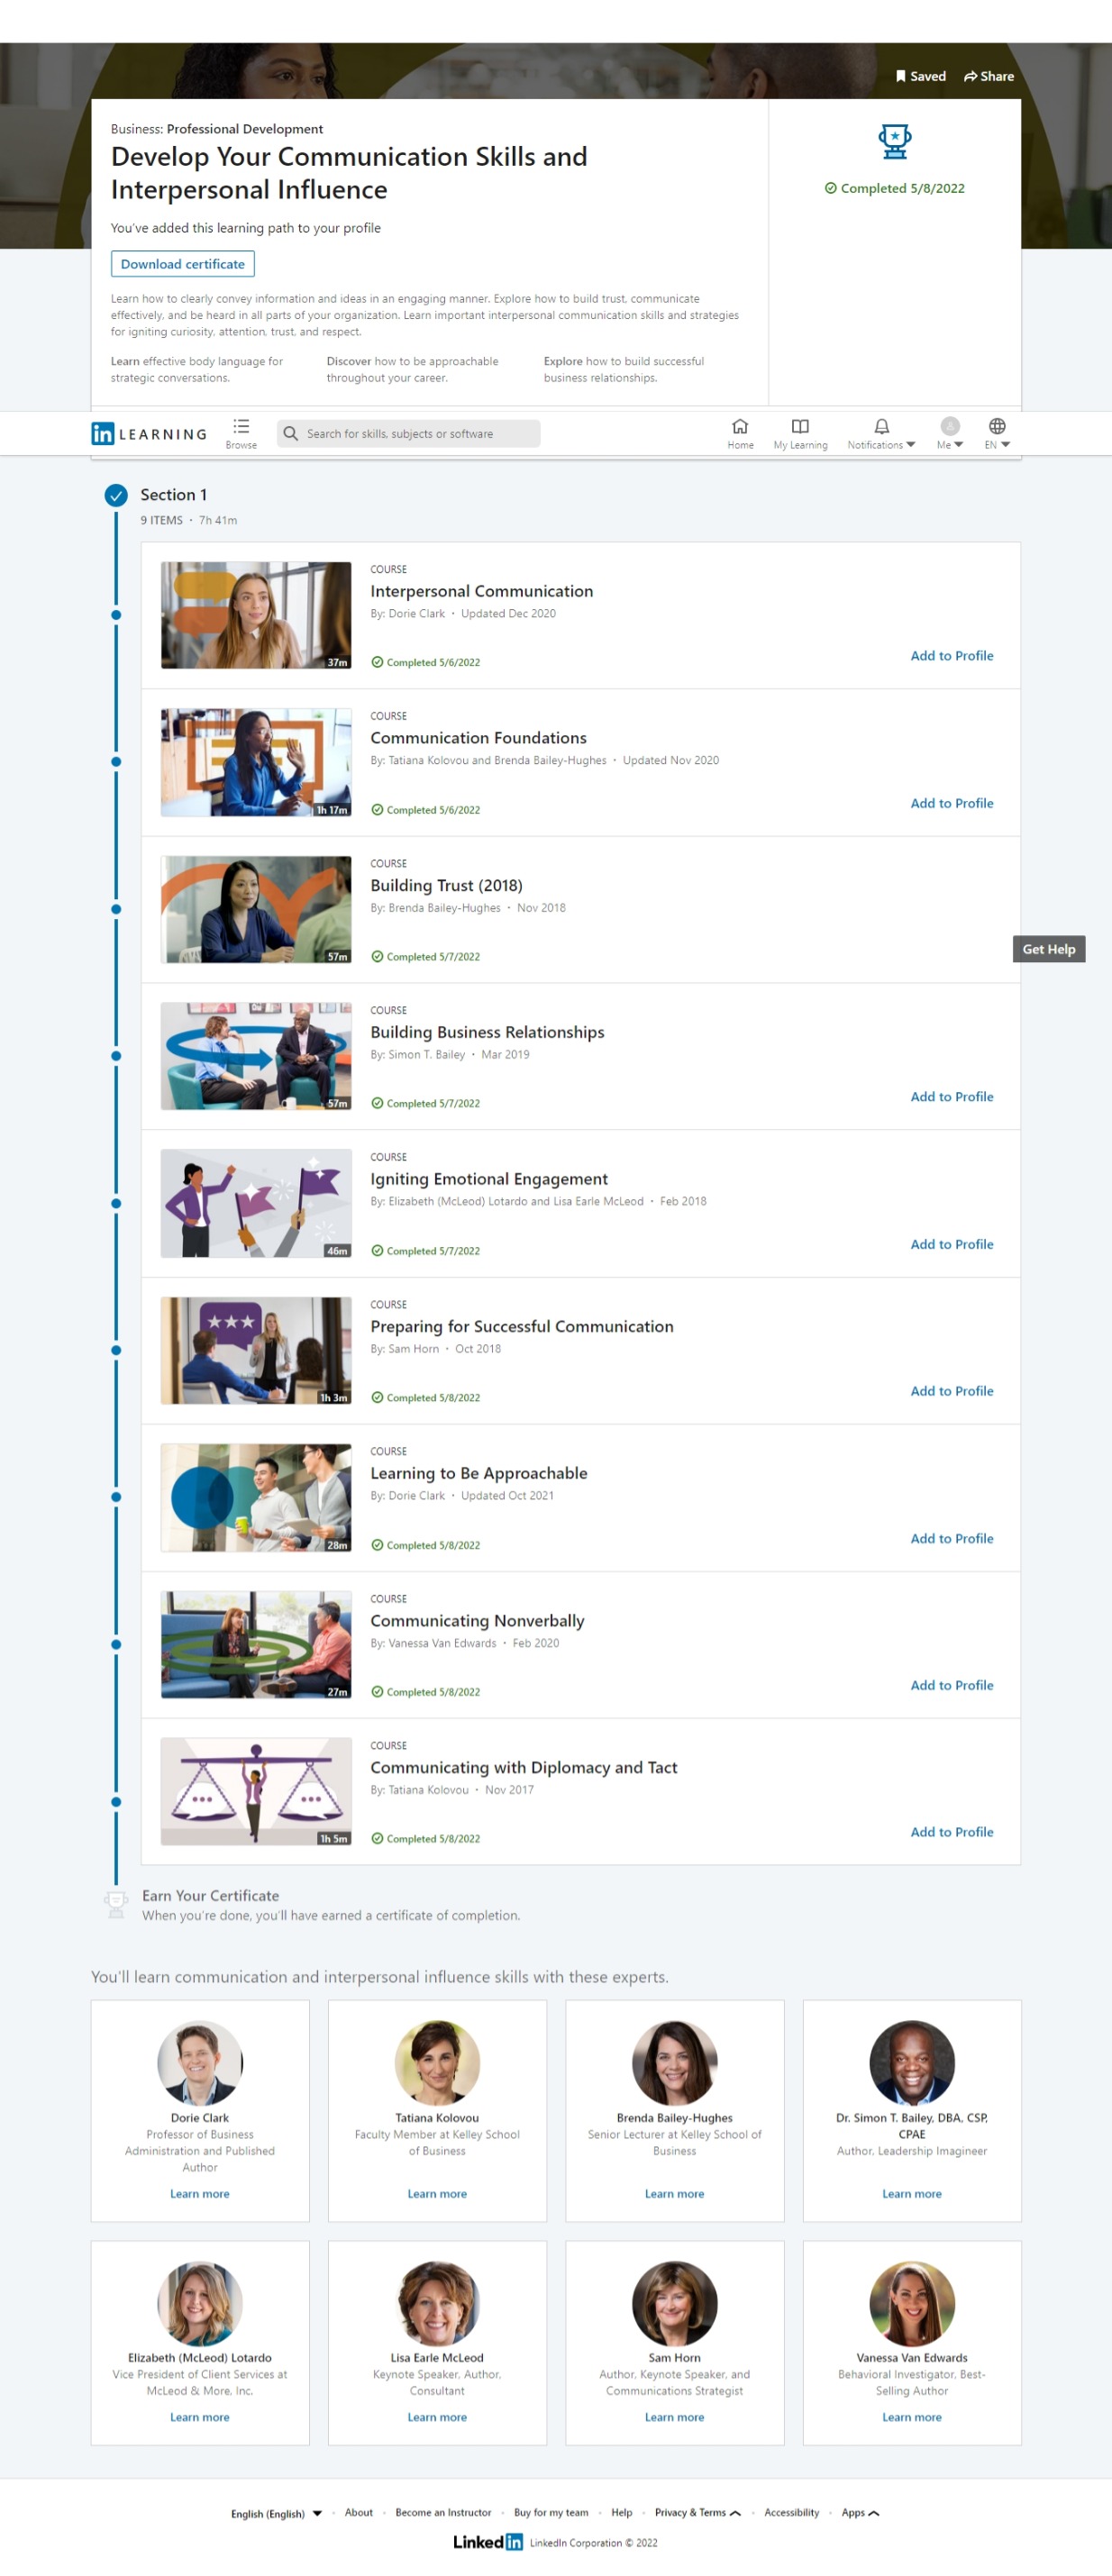 Saved
Share
Business: Professional Development
Develop Your Communication Skills and
Interpersonal Influence
You've added this learning path to your profile
Download certificate
Completed 5/8/2022
Learn how to clearly convey information and ideas in an engaging manner. Explore how to build trust, communicate
effectively, and be heard in all parts of your organization. Learn important interpersonal communication skills and strategies
for igniting curiosity, attention, trust, and respect.
Learn effective body language for
strategic conversations.
Discover how to be approachable
throughout your career.
Explore how to build successful
business relationships.
in LEARNING
Browse
Search for skills, subjects or software
Home
My Learning
Notifications
Me
EN
Section 1
9 ITEMS · 7h 41m
COURSE
Interpersonal Communication
By: Dorie Clark · Updated Dec 2020
37m
Completed 5/6/2022
Add to Profile
COURSE
Communication Foundations
By: Tatiana Kolovou and Brenda Bailey-Hughes · Updated Nov 2020
1h 17m
Completed 5/6/2022
Add to Profile
COURSE
Building Trust (2018)
By: Brenda Bailey-Hughes · Nov 2018
57m
Completed 5/7/2022
Get Help
COURSE
Building Business Relationships
By: Simon T. Bailey · Mar 2019
57m
Completed 5/7/2022
Add to Profile
COURSE
Igniting Emotional Engagement
By: Elizabeth (McLeod) Lotardo and Lisa Earle McLeod · Feb 2018
46m
Completed 5/7/2022
Add to Profile
COURSE
Preparing for Successful Communication
By: Sam Horn · Oct 2018
1h 3m
Completed 5/8/2022
Add to Profile
COURSE
Learning to Be Approachable
By: Dorie Clark · Updated Oct 2021
28m
Completed 5/8/2022
Add to Profile
COURSE
Communicating Nonverbally
By: Vanessa Van Edwards · Feb 2020
27m
Completed 5/8/2022
Add to Profile
COURSE
Communicating with Diplomacy and Tact
By: Tatiana Kolovou · Nov 2017
1h 5m
Completed 5/8/2022
Add to Profile
Earn Your Certificate
When you're done, you'll have earned a certificate of completion.
You'll learn communication and interpersonal influence skills with these experts.
Dorie Clark
Professor of Business
Administration and Published
Author
Learn more
Tatiana Kolovou
Faculty Member at Kelley School
of Business
Learn more
Brenda Bailey-Hughes
Senior Lecturer at Kelley School of
Business
Learn more
Dr. Simon T. Bailey, DBA, CSP,
CPAE
Author, Leadership Imagineer
Learn more
Elizabeth (McLeod) Lotardo
Vice President of Client Services at
McLeod & More, Inc.
Learn more
Lisa Earle McLeod
Keynote Speaker, Author,
Consultant
Learn more
Sam Horn
Author, Keynote Speaker, and
Communications Strategist
Learn more
Vanessa Van Edwards
Behavioral Investigator, Best-
Selling Author
Learn more
English (English) · About · Become an Instructor · Buy for my team · Help · Privacy & Terms · Accessibility · Apps
Linkedin LinkedIn Corporation © 2022